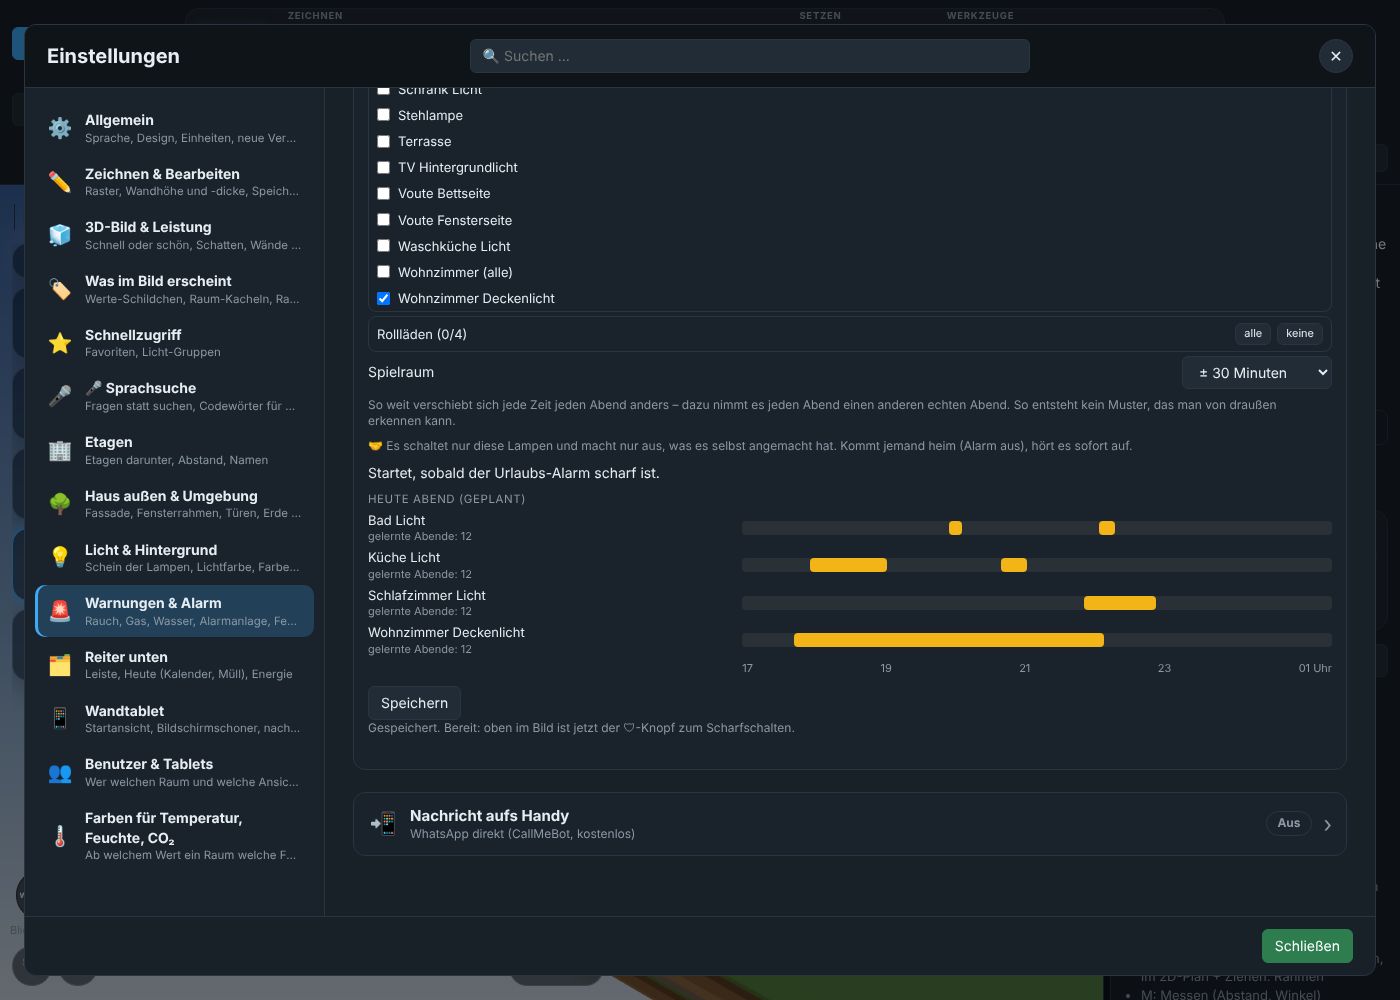 ZEICHNEN
SETZEN
WERKZEUGE
Einstellungen
Suchen ...
Allgemein
Sprache, Design, Einheiten, neue Ver...
Zeichnen & Bearbeiten
Raster, Wandhöhe und -dicke, Speich...
3D-Bild & Leistung
Schnell oder schön, Schatten, Wände ...
Was im Bild erscheint
Werte-Schildchen, Raum-Kacheln, Ra...
Schnellzugriff
Favoriten, Licht-Gruppen
Sprachsuche
Fragen statt suchen, Codewörter für ...
Etagen
Etagen darunter, Abstand, Namen
Haus außen & Umgebung
Fassade, Fensterrahmen, Türen, Erde ...
Licht & Hintergrund
Schein der Lampen, Lichtfarbe, Farbe...
Warnungen & Alarm
Rauch, Gas, Wasser, Alarmanlage, Fe...
Reiter unten
Leiste, Heute (Kalender, Müll), Energie
Wandtablet
Startansicht, Bildschirmschoner, nach...
Benutzer & Tablets
Wer welchen Raum und welche Ansic...
Farben für Temperatur,
Feuchte, CO₂
Ab welchem Wert ein Raum welche F...
Schrank Licht
Stehlampe
Terrasse
TV Hintergrundlicht
Voute Bettseite
Voute Fensterseite
Waschküche Licht
Wohnzimmer (alle)
Wohnzimmer Deckenlicht
Rollläden (0/4)
alle
keine
Spielraum
± 30 Minuten
So weit verschiebt sich jede Zeit jeden Abend anders – dazu nimmt es jeden Abend einen anderen echten Abend. So entsteht kein Muster, das man von draußen
erkennen kann.
Es schaltet nur diese Lampen und macht nur aus, was es selbst angemacht hat. Kommt jemand heim (Alarm aus), hört es sofort auf.
Startet, sobald der Urlaubs-Alarm scharf ist.
HEUTE ABEND (GEPLANT)
Bad Licht
gelernte Abende: 12
Küche Licht
gelernte Abende: 12
Schlafzimmer Licht
gelernte Abende: 12
Wohnzimmer Deckenlicht
gelernte Abende: 12
17 19 21 23 01 Uhr
Speichern
Gespeichert. Bereit: oben im Bild ist jetzt der 🛡-Knopf zum Scharfschalten.
Nachricht aufs Handy
WhatsApp direkt (CallMeBot, kostenlos)
Aus
Schließen
im 2D-Plan + Ziehen: Rahmen
M: Messen (Abstand, Winkel)